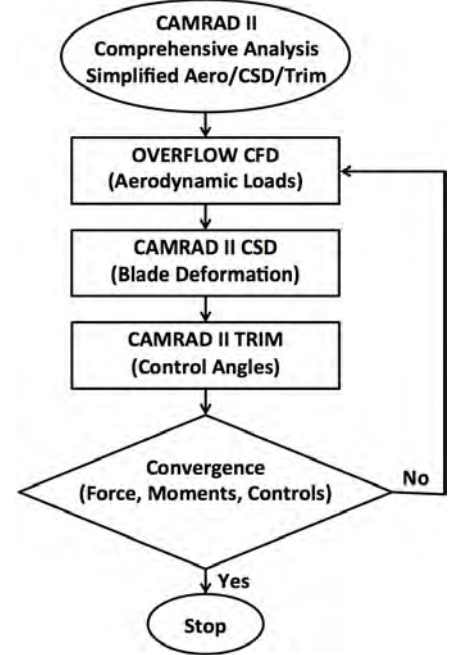 CAMRAD II
Comprehensive Analysis
Simplified Aero/CSD/Trim
OVERFLOW CFD
(Aerodynamic Loads)
CAMRAD II CSD
(Blade Deformation)
CAMRAD II TRIM
(Control Angles)
Convergence
(Force, Moments, Controls)
No
Yes
Stop